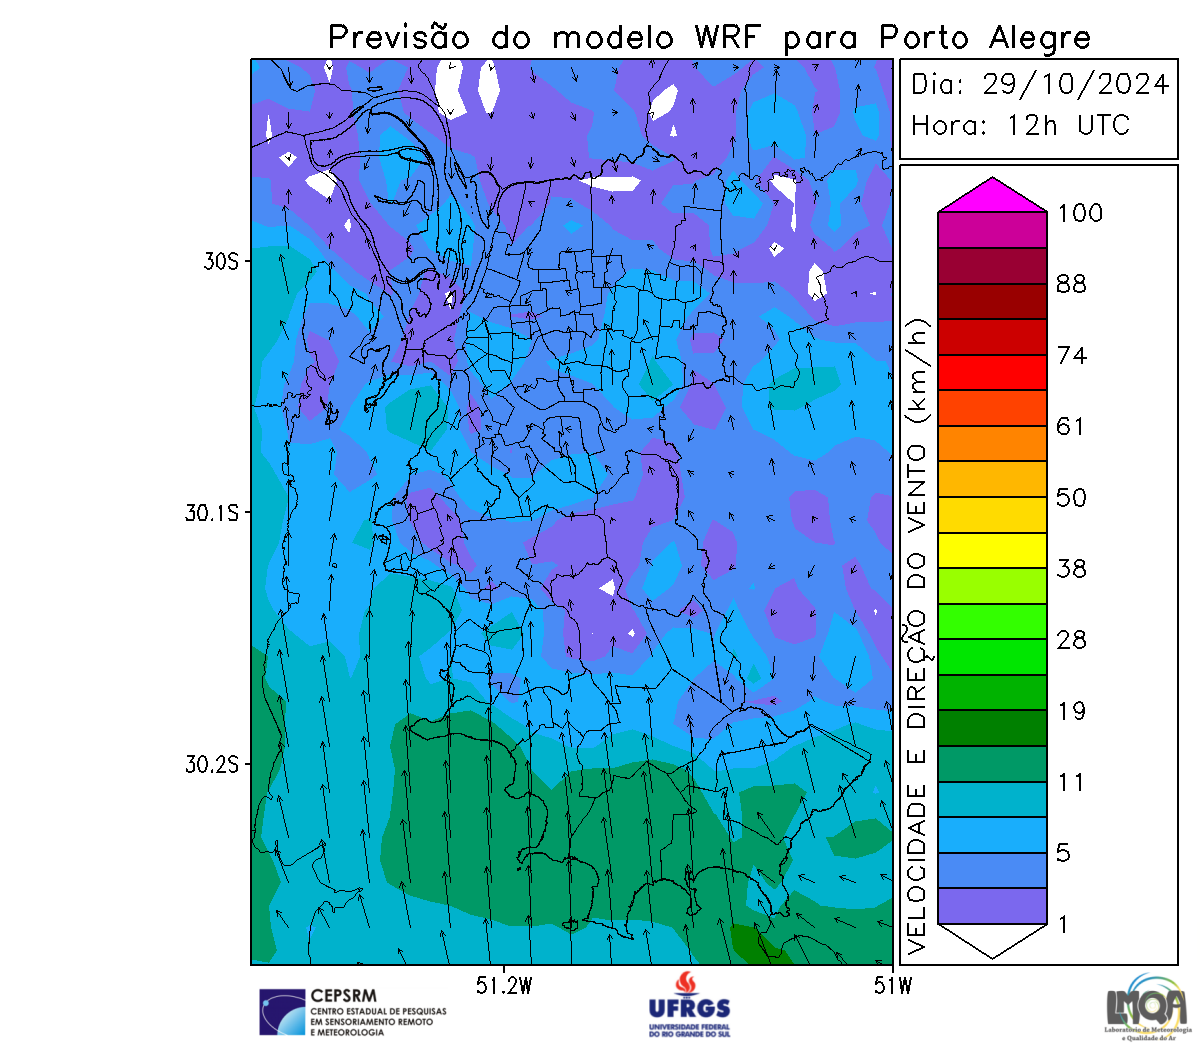 Previsão do modelo WRF para Porto Alegre
Dia: 29/10/2024
Hora: 12h UTC
30S
30.1S
30.2S
51.2W
51W
VELOCIDADE E DIREÇÃO DO VENTO (km/h)
100
88
74
61
50
38
28
19
11
5
1
CEPSRM
CENTRO ESTADUAL DE PESQUISAS
EM SENSORIAMENTO REMOTO
E METEOROLOGIA
UFRGS
UNIVERSIDADE FEDERAL
DO RIO GRANDE DO SUL
LMQA
Laboratório de Meteorologia
e Qualidade do Ar